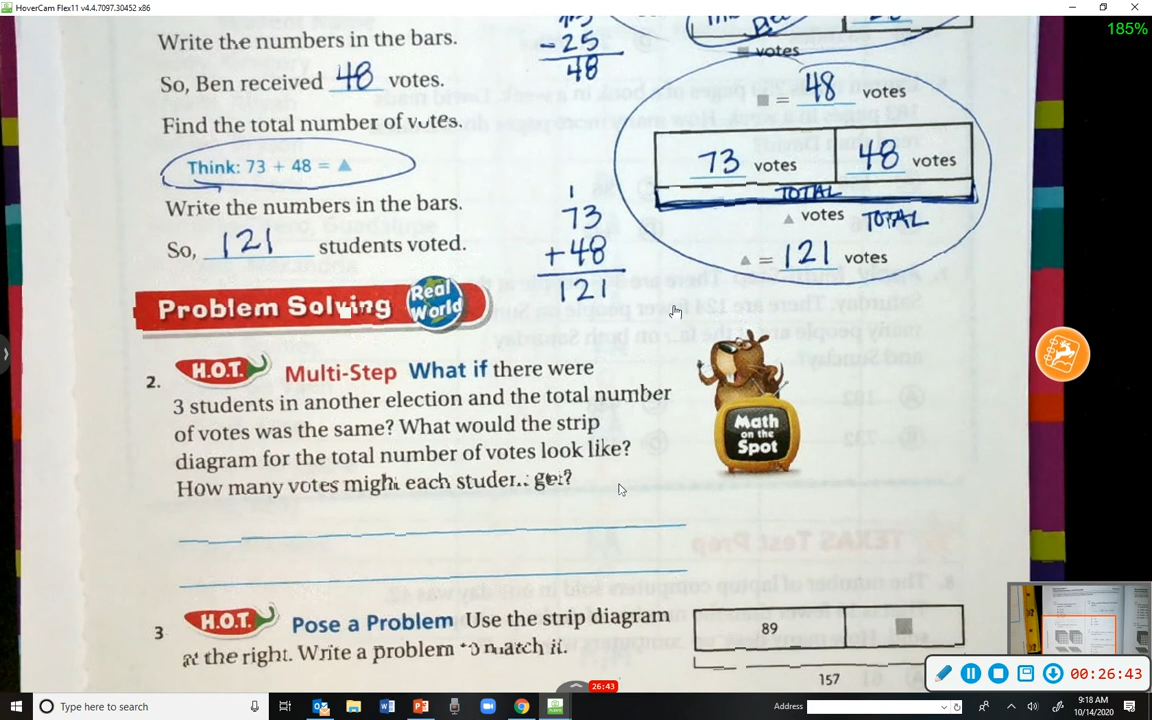 HoverCam Flex11 v4.4.7097.30452 x86
185%
Write the numbers in the bars.
- 25
48
votes
So, Ben received 48 votes.
= 48 votes
Find the total number of votes.
Think: 73 + 48 = ▲
73 votes 48 votes
TOTAL
▲ votes TOTAL
Write the numbers in the bars.
1
73
+48
121
So, 121 students voted.
▲ = 121 votes
Problem Solving Real World
2. H.O.T. Multi-Step What if there were
3 students in another election and the total number
of votes was the same? What would the strip
diagram for the total number of votes look like?
How many votes might each student get?
Math on the Spot
3 H.O.T. Pose a Problem Use the strip diagram
at the right. Write a problem to match it.
89
157
00:26:43
26:43
Type here to search
Address
9:18 AM
10/14/2020